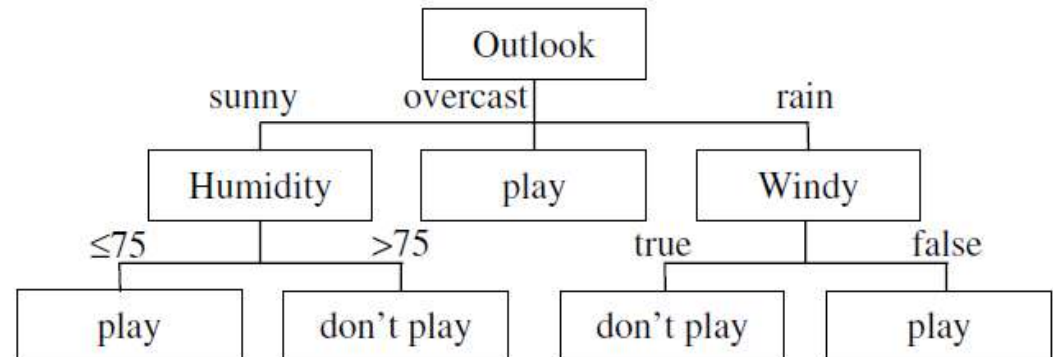 Outlook
sunny overcast rain
Humidity play Windy
≤75 >75 true false
play don't play don't play play